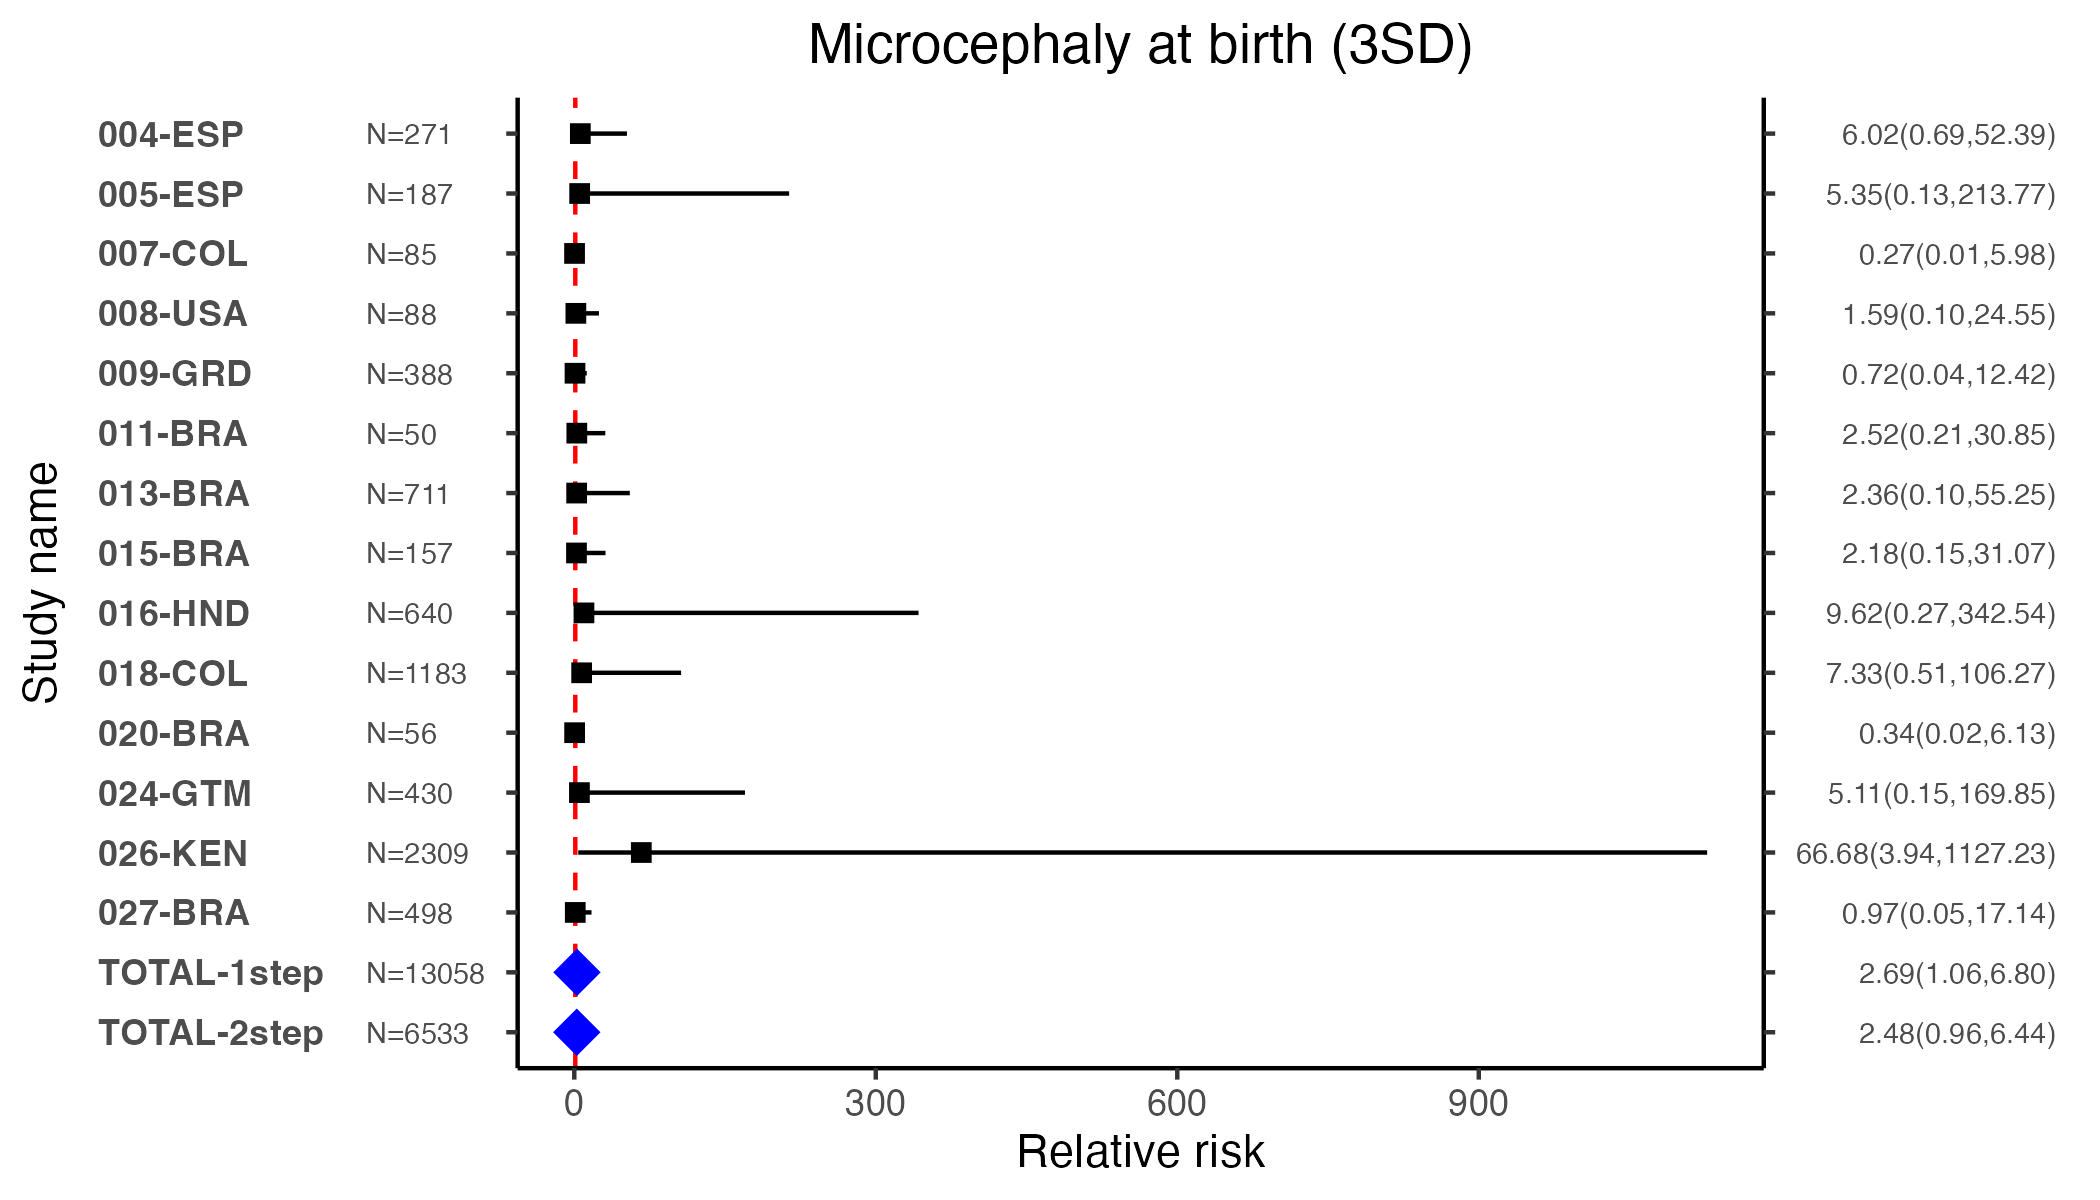 Microcephaly at birth (3SD)
004-ESP N=271 6.02(0.69,52.39)
005-ESP N=187 5.35(0.13,213.77)
007-COL N=85 0.27(0.01,5.98)
008-USA N=88 1.59(0.10,24.55)
009-GRD N=388 0.72(0.04,12.42)
011-BRA N=50 2.52(0.21,30.85)
013-BRA N=711 2.36(0.10,55.25)
015-BRA N=157 2.18(0.15,31.07)
016-HND N=640 9.62(0.27,342.54)
018-COL N=1183 7.33(0.51,106.27)
020-BRA N=56 0.34(0.02,6.13)
024-GTM N=430 5.11(0.15,169.85)
026-KEN N=2309 66.68(3.94,1127.23)
027-BRA N=498 0.97(0.05,17.14)
TOTAL-1step N=13058 2.69(1.06,6.80)
TOTAL-2step N=6533 2.48(0.96,6.44)
Study name
0 300 600 900
Relative risk